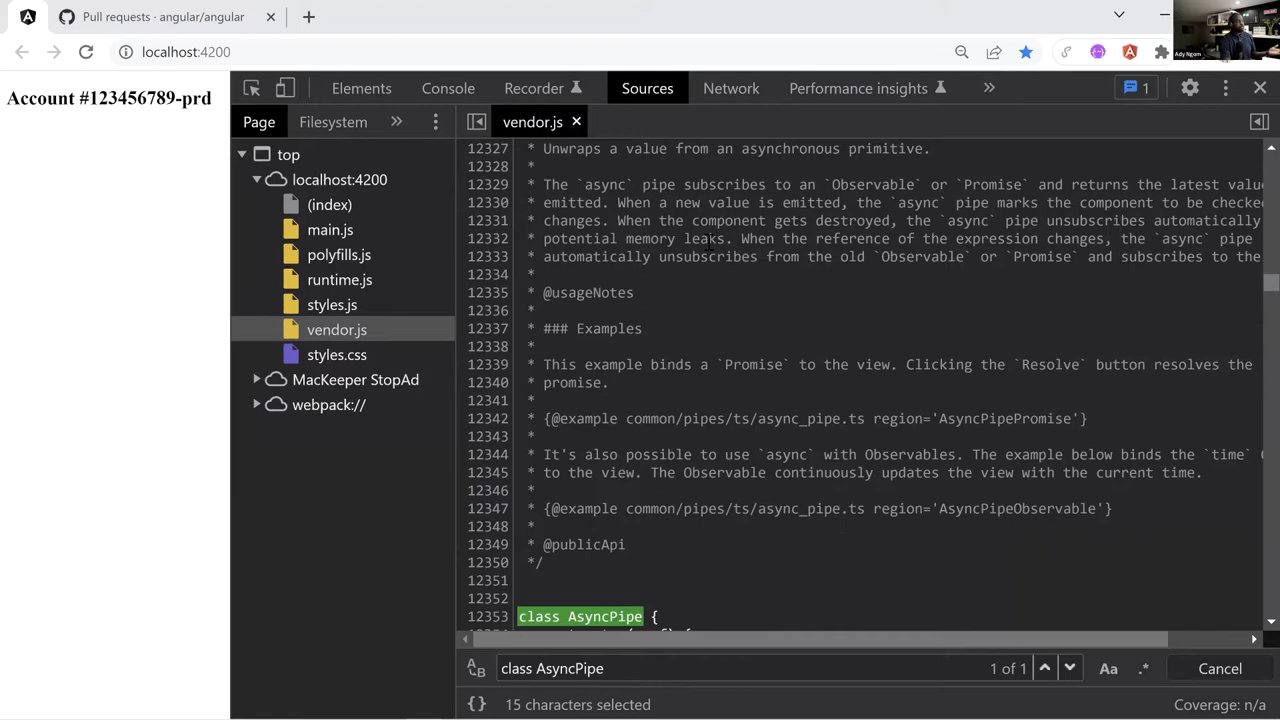 Pull requests · angular/angular
localhost:4200
Ady Ngom
Account #123456789-prd
Elements
Console
Recorder
Sources
Network
Performance insights
1
Page
Filesystem
vendor.js
top
localhost:4200
(index)
main.js
polyfills.js
runtime.js
styles.js
vendor.js
styles.css
MacKeeper StopAd
webpack://
12327 * Unwraps a value from an asynchronous primitive.
12328 *
12329 * The `async` pipe subscribes to an `Observable` or `Promise` and returns the latest valu
12330 * emitted. When a new value is emitted, the `async` pipe marks the component to be checke
12331 * changes. When the component gets destroyed, the `async` pipe unsubscribes automatically
12332 * potential memory leaks. When the reference of the expression changes, the `async` pipe
12333 * automatically unsubscribes from the old `Observable` or `Promise` and subscribes to the
12334 *
12335 * @usageNotes
12336 *
12337 * ### Examples
12338 *
12339 * This example binds a `Promise` to the view. Clicking the `Resolve` button resolves the
12340 * promise.
12341 *
12342 * {@example common/pipes/ts/async_pipe.ts region='AsyncPipePromise'}
12343 *
12344 * It's also possible to use `async` with Observables. The example below binds the `time`
12345 * to the view. The Observable continuously updates the view with the current time.
12346 *
12347 * {@example common/pipes/ts/async_pipe.ts region='AsyncPipeObservable'}
12348 *
12349 * @publicApi
12350 */
12351
12352
12353 class AsyncPipe {
class AsyncPipe
1 of 1
Aa
.*
Cancel
{} 15 characters selected
Coverage: n/a